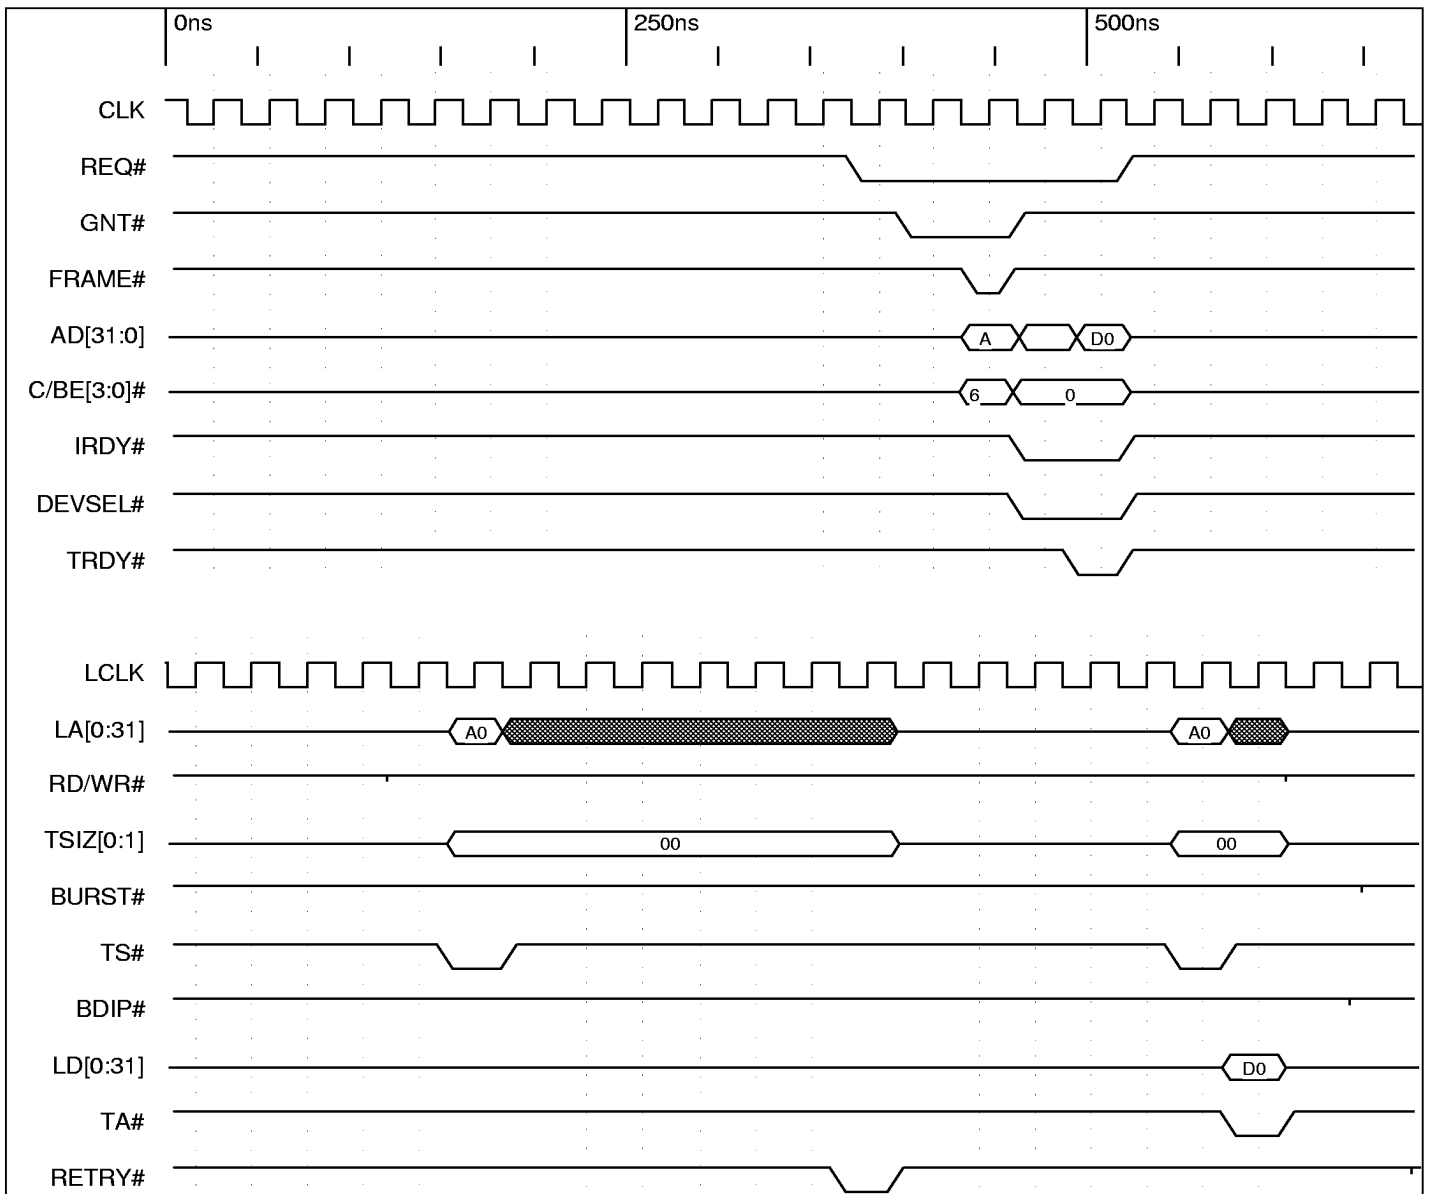 0ns 250ns 500ns
CLK
REQ#
GNT#
FRAME#
AD[31:0] A D0
C/BE[3:0]# 6 0
IRDY#
DEVSEL#
TRDY#
LCLK
LA[0:31] A0 A0
RD/WR#
TSIZ[0:1] 00 00
BURST#
TS#
BDIP#
LD[0:31] D0
TA#
RETRY#